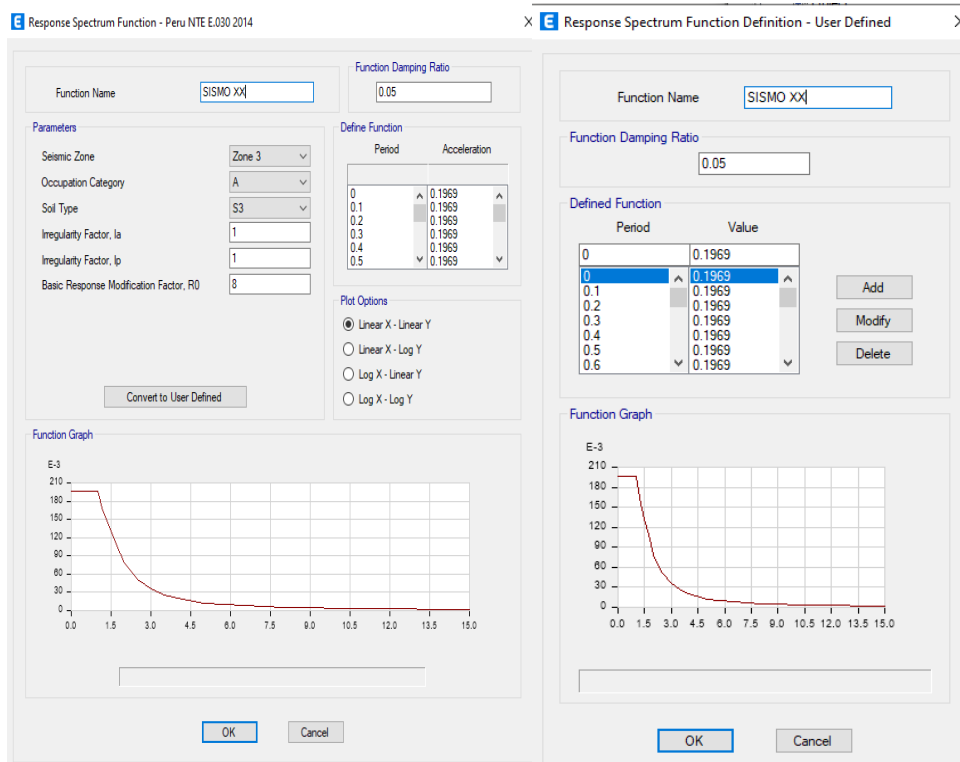 E Response Spectrum Function - Peru NTE E.030 2014
Function Name
SISMO XX
Function Damping Ratio
0.05
Parameters
Seismic Zone
Zone 3
Occupation Category
A
Soil Type
S3
Irregularity Factor, Ia
1
Irregularity Factor, Ip
1
Basic Response Modification Factor, R0
8
Convert to User Defined
Define Function
Period Acceleration
0 0.1969
0.1 0.1969
0.2 0.1969
0.3 0.1969
0.4 0.1969
0.5 0.1969
Plot Options
Linear X - Linear Y
Linear X - Log Y
Log X - Linear Y
Log X - Log Y
Function Graph
E-3
210
180
150
120
90
60
30
0
0.0 1.5 3.0 4.5 6.0 7.5 9.0 10.5 12.0 13.5 15.0
OK Cancel
E Response Spectrum Function Definition - User Defined
Function Name
SISMO XX
Function Damping Ratio
0.05
Defined Function
Period Value
0 0.1969
0 0.1969
0.1 0.1969
0.2 0.1969
0.3 0.1969
0.4 0.1969
0.5 0.1969
0.6 0.1969
Add
Modify
Delete
Function Graph
E-3
210
180
150
120
90
60
30
0
0.0 1.5 3.0 4.5 6.0 7.5 9.0 10.5 12.0 13.5 15.0
OK Cancel